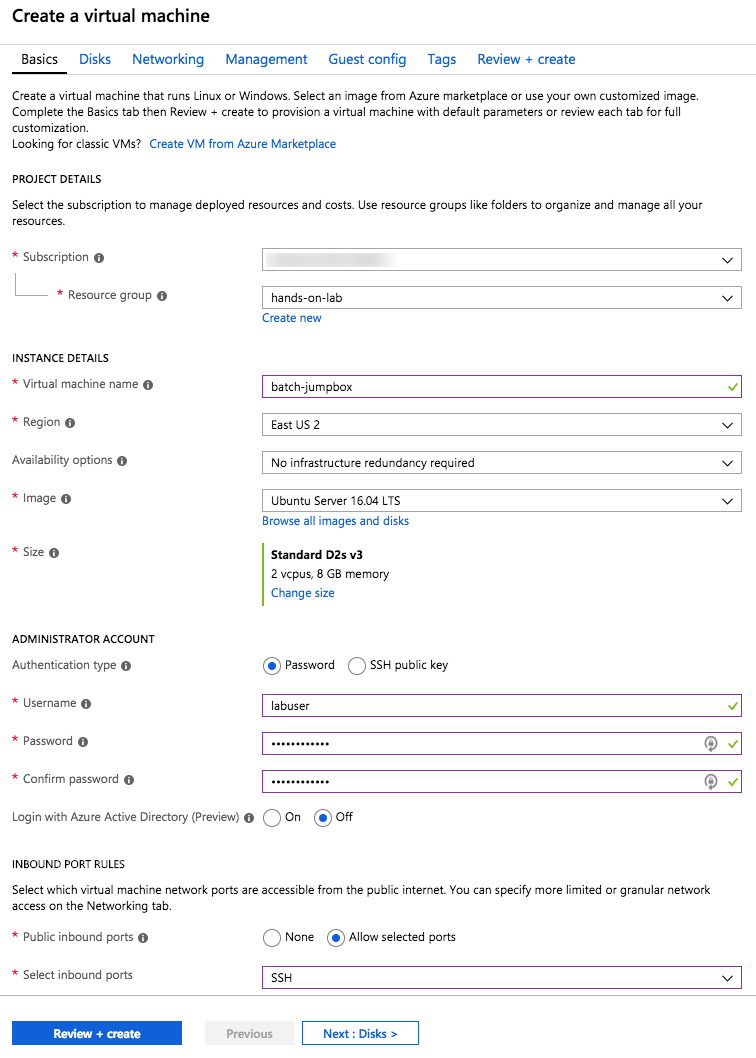 Create a virtual machine
Basics Disks Networking Management Guest config Tags Review + create
Create a virtual machine that runs Linux or Windows. Select an image from Azure marketplace or use your own customized image.
Complete the Basics tab then Review + create to provision a virtual machine with default parameters or review each tab for full
customization.
Looking for classic VMs? Create VM from Azure Marketplace
PROJECT DETAILS
Select the subscription to manage deployed resources and costs. Use resource groups like folders to organize and manage all your
resources.
* Subscription
* Resource group hands-on-lab
Create new
INSTANCE DETAILS
* Virtual machine name batch-jumpbox
* Region East US 2
Availability options No infrastructure redundancy required
* Image Ubuntu Server 16.04 LTS
Browse all images and disks
* Size Standard D2s v3
2 vcpus, 8 GB memory
Change size
ADMINISTRATOR ACCOUNT
Authentication type Password SSH public key
* Username labuser
* Password ••••••••••••
* Confirm password ••••••••••••
Login with Azure Active Directory (Preview) On Off
INBOUND PORT RULES
Select which virtual machine network ports are accessible from the public internet. You can specify more limited or granular network
access on the Networking tab.
* Public inbound ports None Allow selected ports
* Select inbound ports SSH
Review + create Previous Next : Disks >